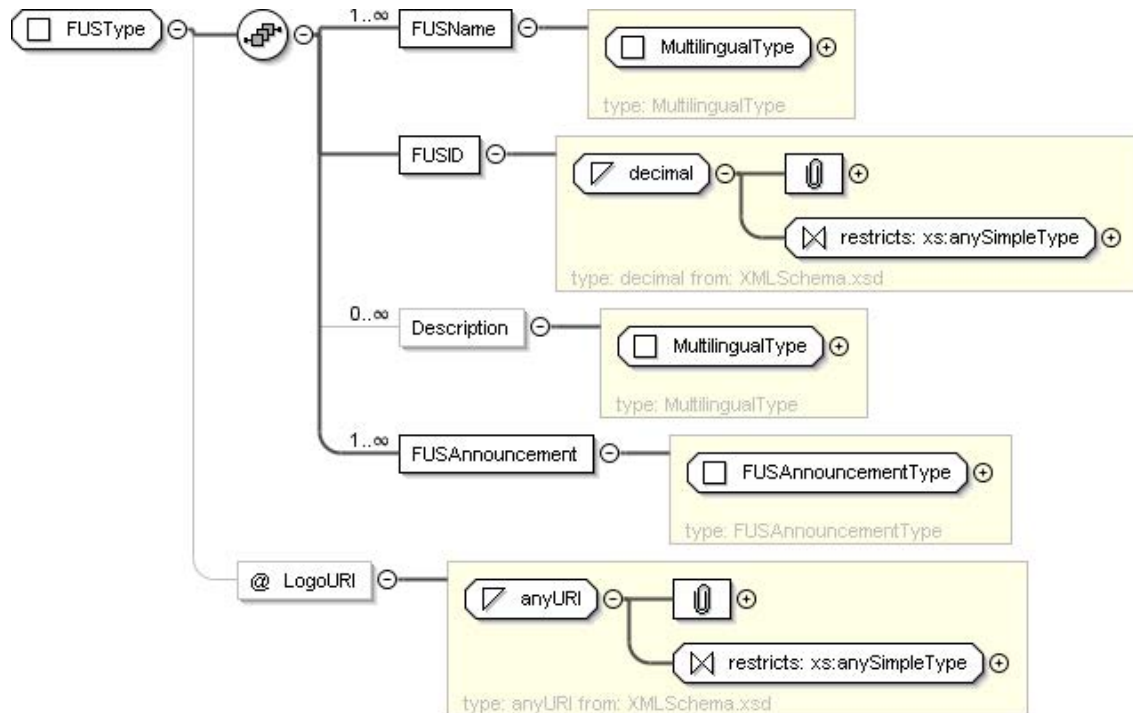 FUSType
1..∞
FUSName
MultilingualType
type: MultilingualType
FUSID
decimal
restricts: xs:anySimpleType
type: decimal from: XMLSchema.xsd
0..∞
Description
MultilingualType
type: MultilingualType
1..∞
FUSAnnouncement
FUSAnnouncementType
type: FUSAnnouncementType
@ LogoURI
anyURI
restricts: xs:anySimpleType
type: anyURI from: XMLSchema.xsd